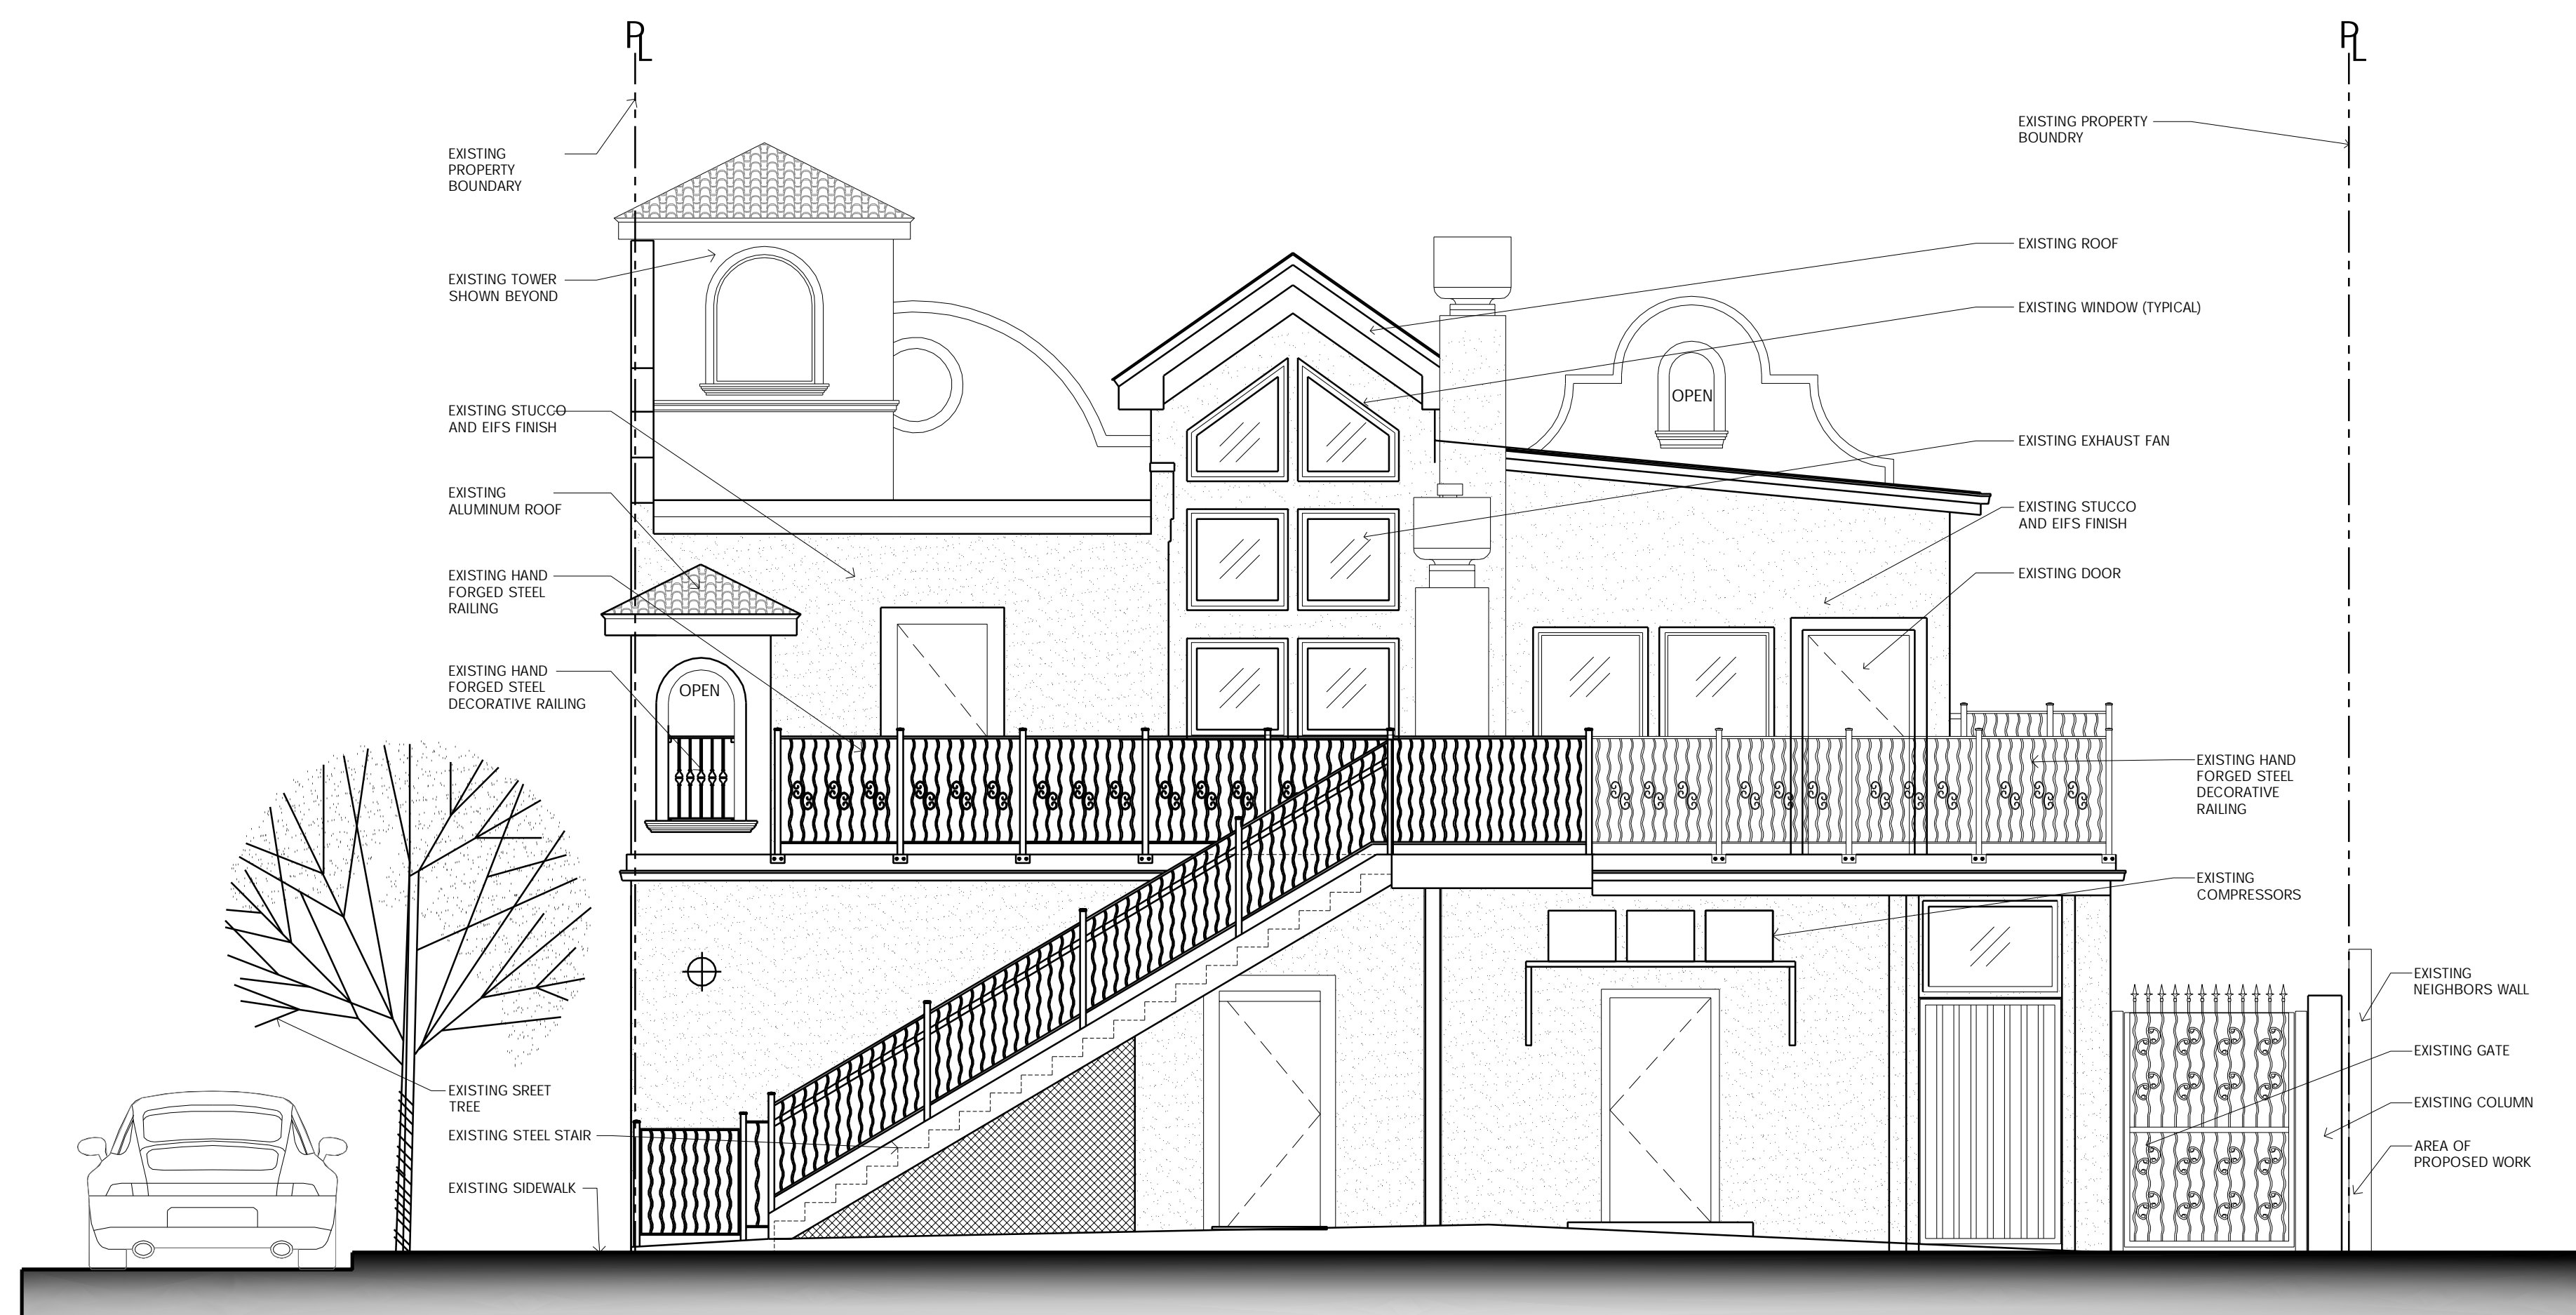 PL
PL
EXISTING
PROPERTY
BOUNDARY
EXISTING TOWER
SHOWN BEYOND
EXISTING STUCCO
AND EIFS FINISH
EXISTING
ALUMINUM ROOF
EXISTING HAND
FORGED STEEL
RAILING
EXISTING HAND
FORGED STEEL
DECORATIVE RAILING
OPEN
OPEN
EXISTING SREET
TREE
EXISTING STEEL STAIR
EXISTING SIDEWALK
EXISTING PROPERTY
BOUNDRY
EXISTING ROOF
EXISTING WINDOW (TYPICAL)
EXISTING EXHAUST FAN
EXISTING STUCCO
AND EIFS FINISH
EXISTING DOOR
EXISTING HAND
FORGED STEEL
DECORATIVE
RAILING
EXISTING
COMPRESSORS
EXISTING
NEIGHBORS WALL
EXISTING GATE
EXISTING COLUMN
AREA OF
PROPOSED WORK